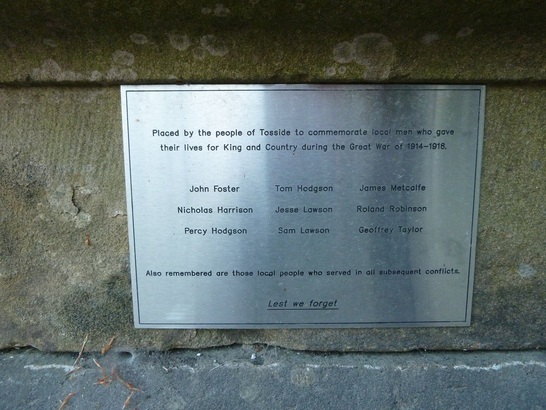 Placed by the people of Tosside to commemorate local men who gave
their lives for King and Country during the Great War of 1914-1918.
John Foster Tom Hodgson James Metcalfe
Nicholas Harrison Jesse Lawson Roland Robinson
Percy Hodgson Sam Lawson Geoffrey Taylor
Also remembered are those local people who served in all subsequent conflicts.
Lest we forget